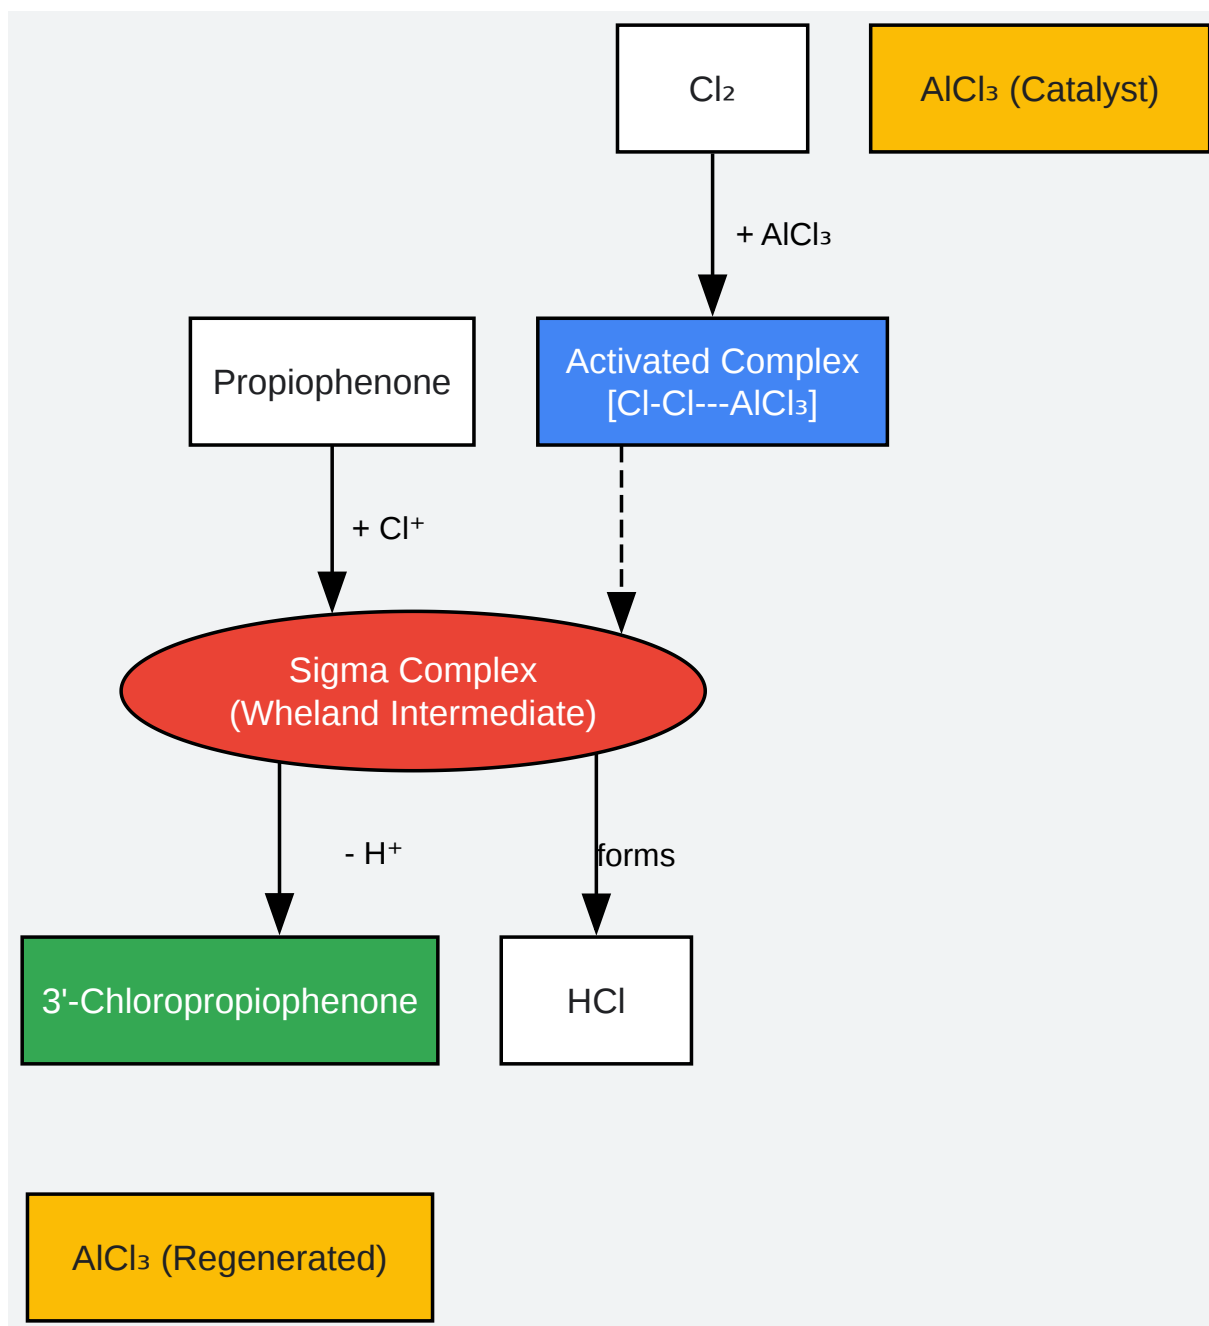 Cl₂
AlCl₃ (Catalyst)
+ AlCl₃
Propiophenone
Activated Complex
[Cl-Cl---AlCl₃]
+ Cl⁺
Sigma Complex
(Wheland Intermediate)
- H⁺
forms
3'-Chloropropiophenone
HCl
AlCl₃ (Regenerated)